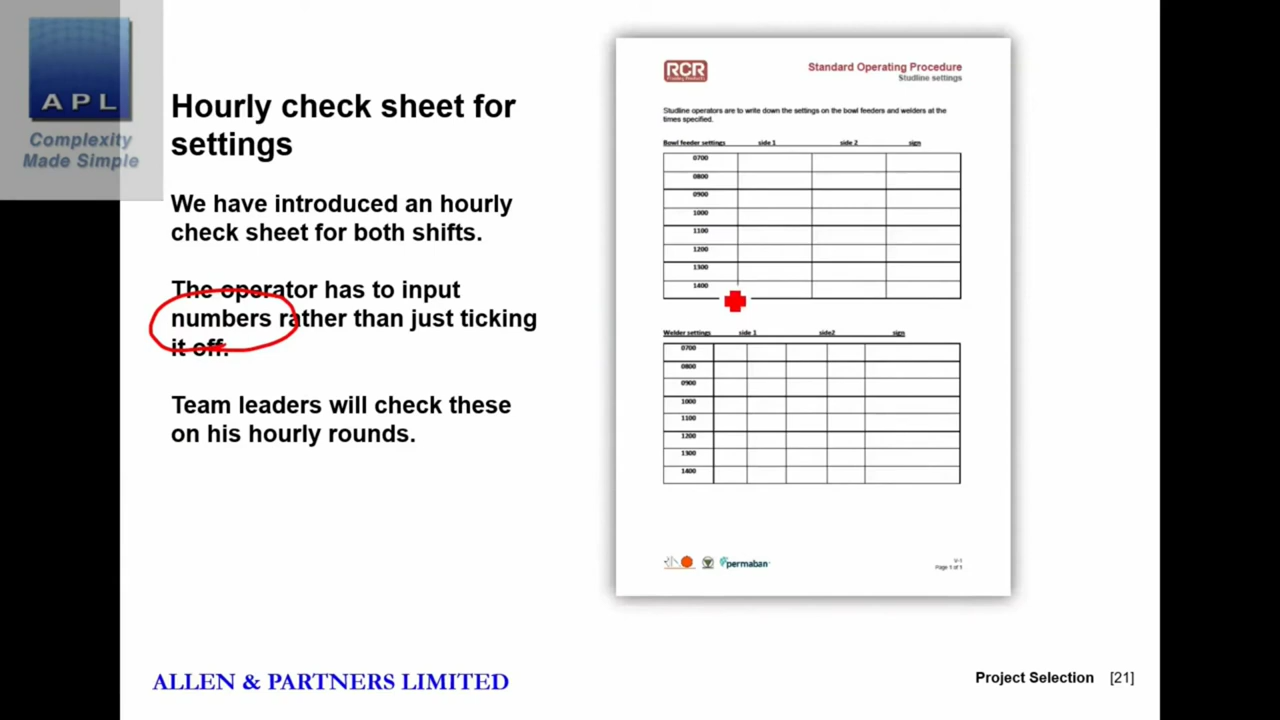 APL
Complexity
Made Simple
Hourly check sheet for
settings
We have introduced an hourly
check sheet for both shifts.
The operator has to input
numbers rather than just ticking
it off.
Team leaders will check these
on his hourly rounds.
RCR
Standard Operating Procedure
Studline settings
Studline operators are to write down the settings on the bowl feeders and welders at the
times specified.
Bowl feeder settings side 1 side 2 sign
0700
0800
0900
1000
1100
1200
1300
1400
Welder settings side 1 side2 sign
0700
0800
0900
1000
1100
1200
1300
1400
permaban
V-1
Page 1 of 1
ALLEN & PARTNERS LIMITED
Project Selection [21]